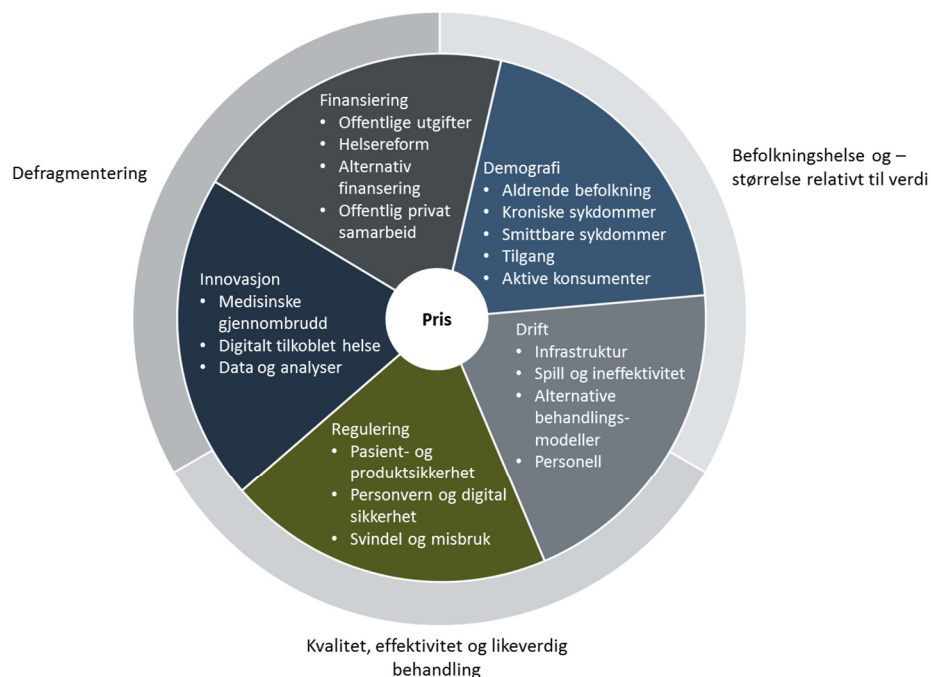 Finansiering
• Offentlige utgifter
• Helsereform
• Alternativ
finansering
• Offentlig privat
samarbeid
Demografi
• Aldrende befolkning
• Kroniske sykdommer
• Smittbare sykdommer
• Tilgang
• Aktive konsumenter
Befolkningshelse og –
størrelse relativt til verdi
Defragmentering
Innovasjon
• Medisinske
gjennombrudd
• Digitalt tilkoblet helse
• Data og analyser
Pris
Drift
• Infrastruktur
• Spill og ineffektivitet
• Alternative
behandlings-
modeller
• Personell
Regulering
• Pasient- og
produktsikkerhet
• Personvern og digital
sikkerhet
• Svindel og misbruk
Kvalitet, effektivitet og likeverdig
behandling